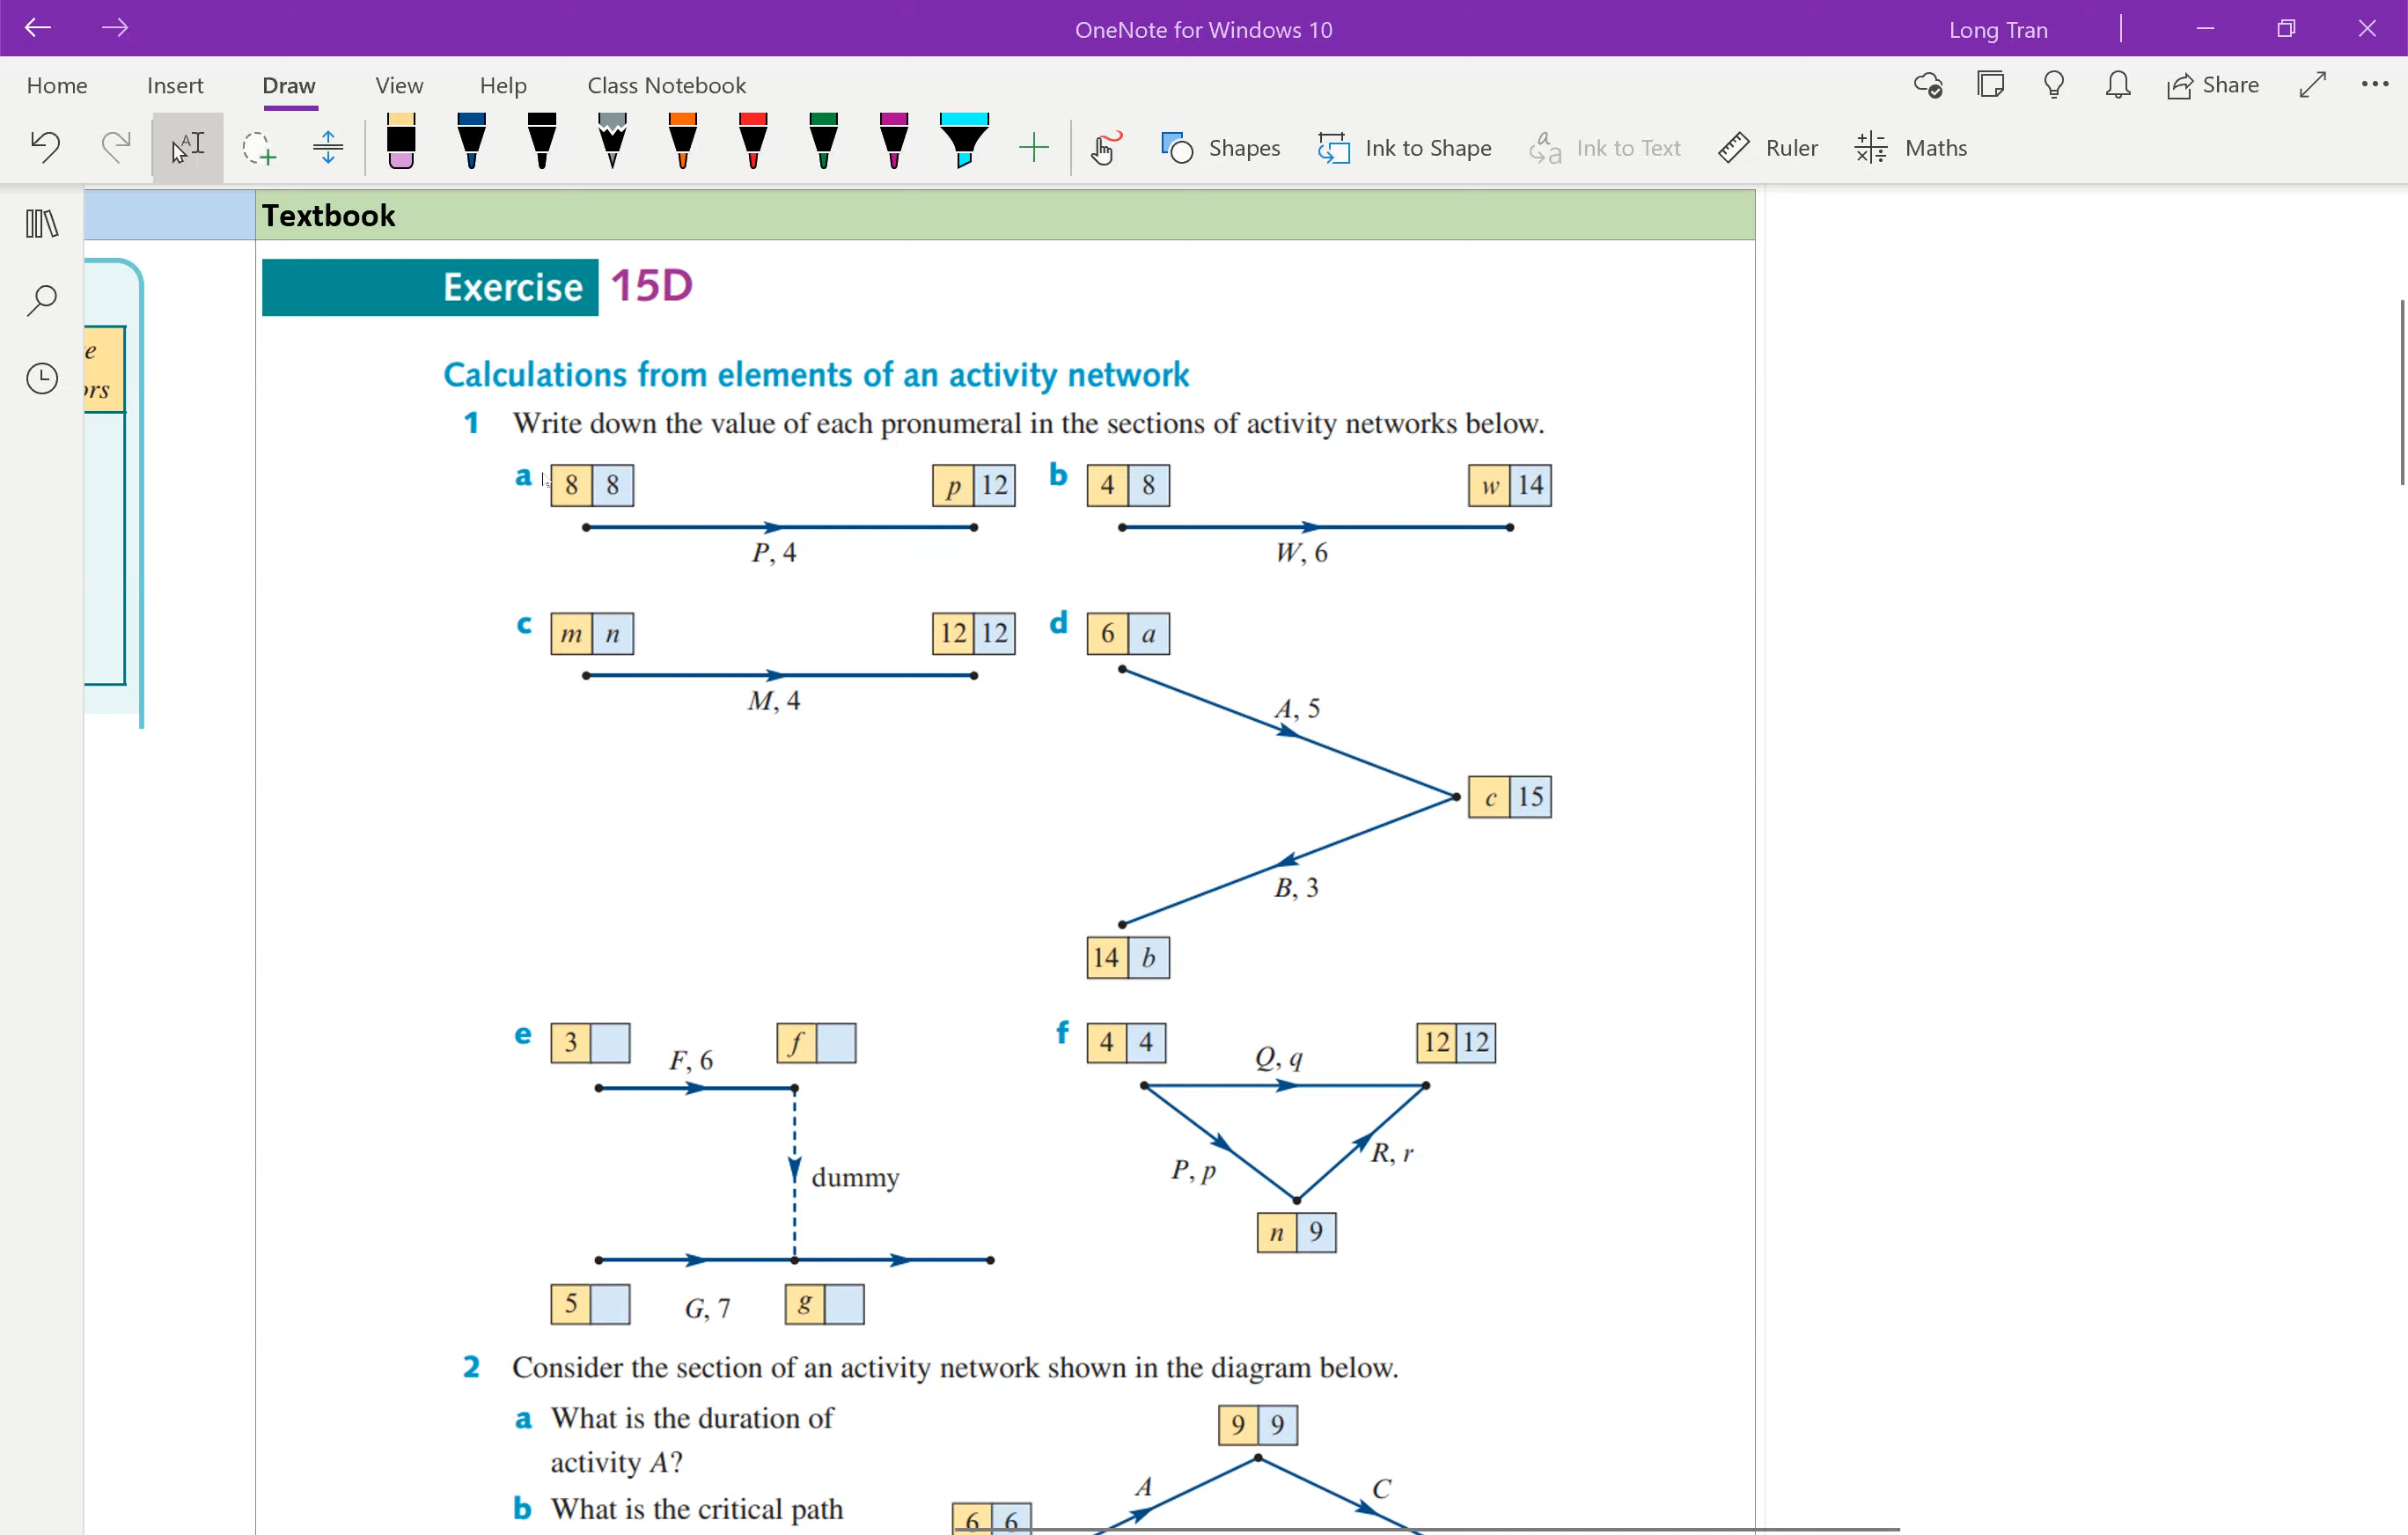 OneNote for Windows 10
Long Tran
Home Insert Draw View Help Class Notebook
Share
Shapes Ink to Shape Ink to Text Ruler Maths
Textbook
e
ors
Exercise 15D
Calculations from elements of an activity network
1 Write down the value of each pronumeral in the sections of activity networks below.
a 8 8 p 12 b 4 8 w 14
P, 4 W, 6
c m n 12 12 d 6 a
M, 4 A, 5
c 15
B, 3
14 b
e 3 F, 6 f f 4 4 Q, q 12 12
dummy P, p R, r
n 9
5 G, 7 g
2 Consider the section of an activity network shown in the diagram below.
a What is the duration of
activity A?
9 9
A C
b What is the critical path
6 6